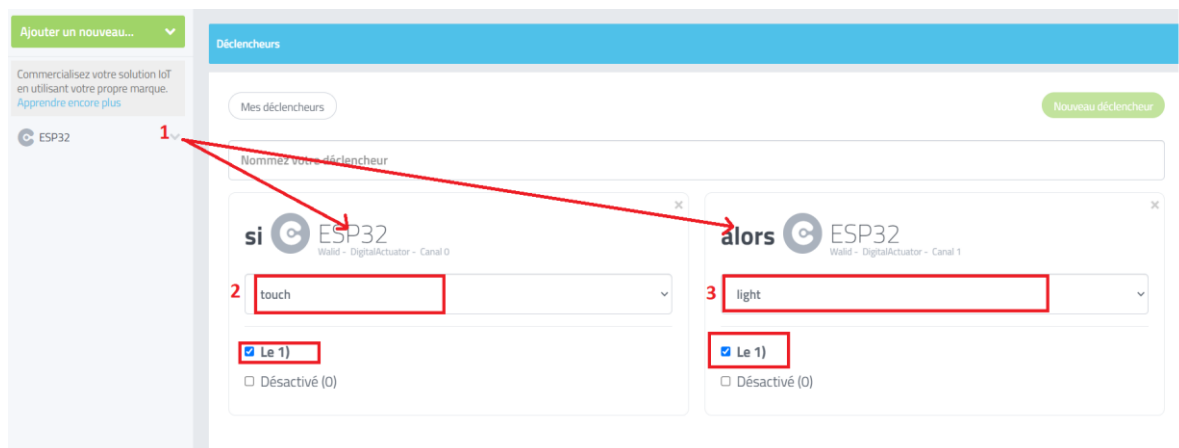 Ajouter un nouveau...
Déclencheurs
Commercialisez votre solution IoT
en utilisant votre propre marque.
Apprendre encore plus
Mes déclencheurs
Nouveau déclencheur
ESP32
1
Nommez votre déclencheur
si ESP32
Walid - DigitalActuator - Canal 0
alors ESP32
Walid - DigitalActuator - Canal 1
2 touch
3 light
Le 1)
Le 1)
Désactivé (0)
Désactivé (0)